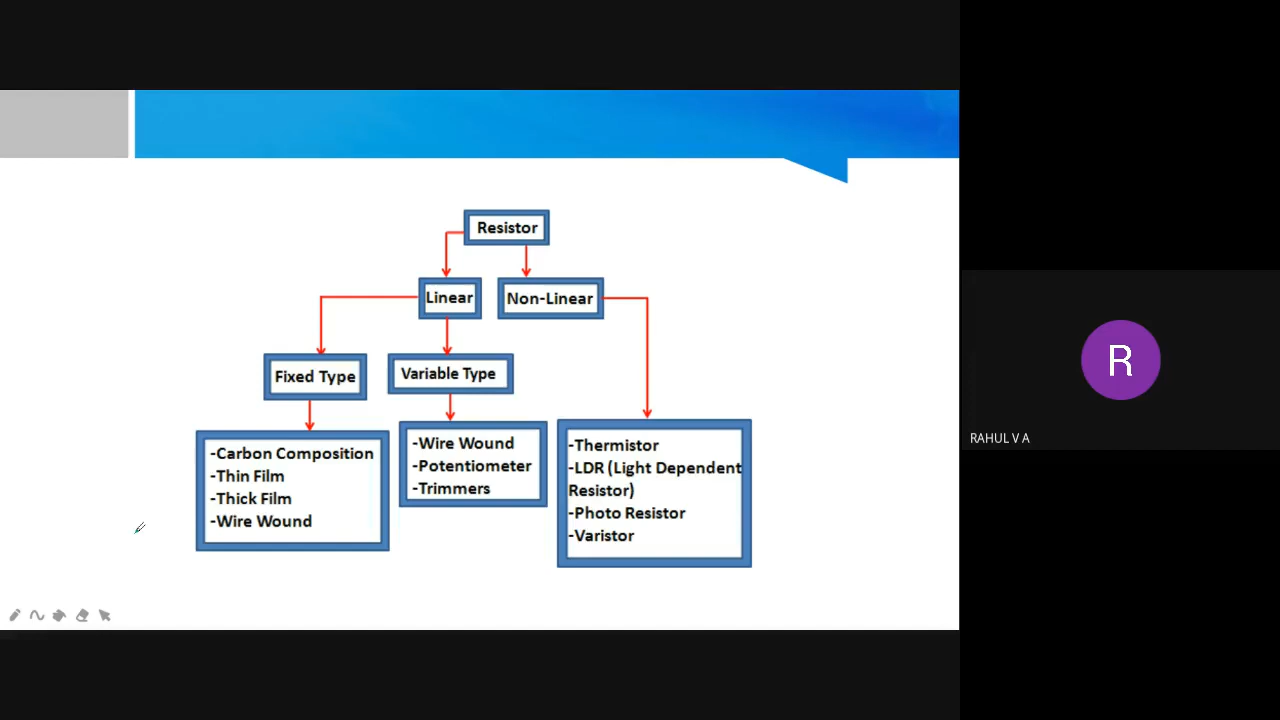 Resistor
Linear
Non-Linear
Fixed Type
Variable Type
-Carbon Composition
-Thin Film
-Thick Film
-Wire Wound
-Wire Wound
-Potentiometer
-Trimmers
-Thermistor
-LDR (Light Dependent
Resistor)
-Photo Resistor
-Varistor
R
RAHUL V A